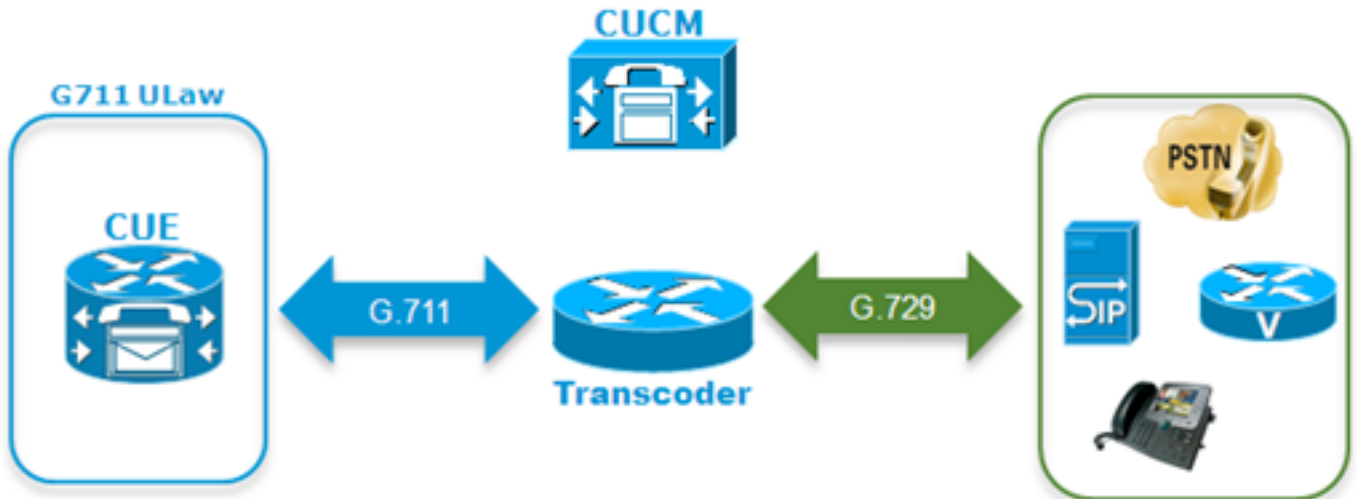 CUCM
G711 ULaw
CUE
G.711
Transcoder
G.729
PSTN
SIP
V